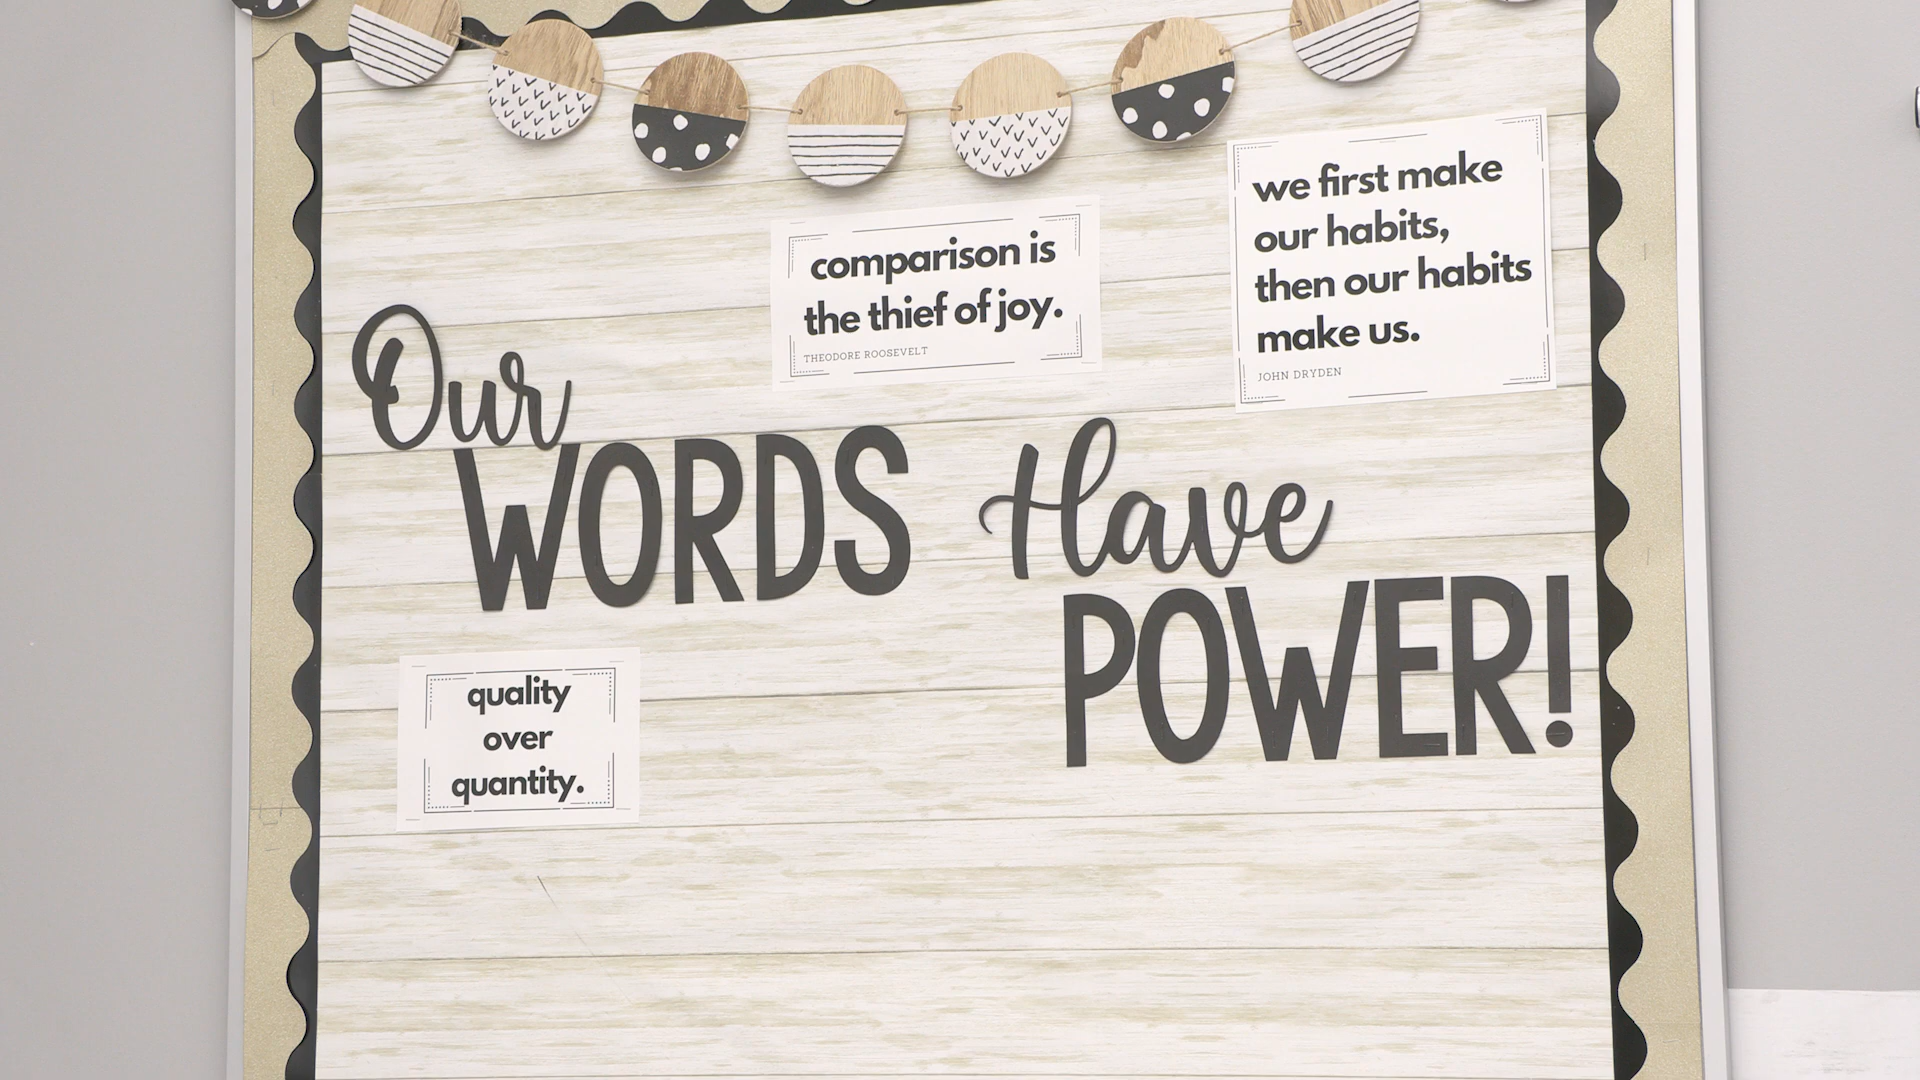 comparison is
the thief of joy.
THEODORE ROOSEVELT
we first make
our habits,
then our habits
make us.
JOHN DRYDEN
Our
WORDS
Have
POWER!
quality
over
quantity.